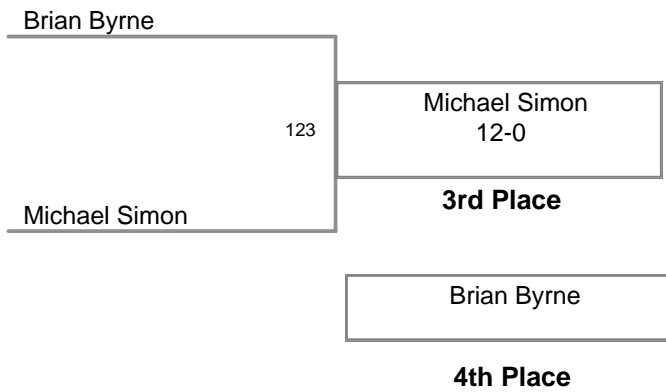 Brian Byrne
123
Michael Simon
12-0
3rd Place
Michael Simon
Brian Byrne
4th Place